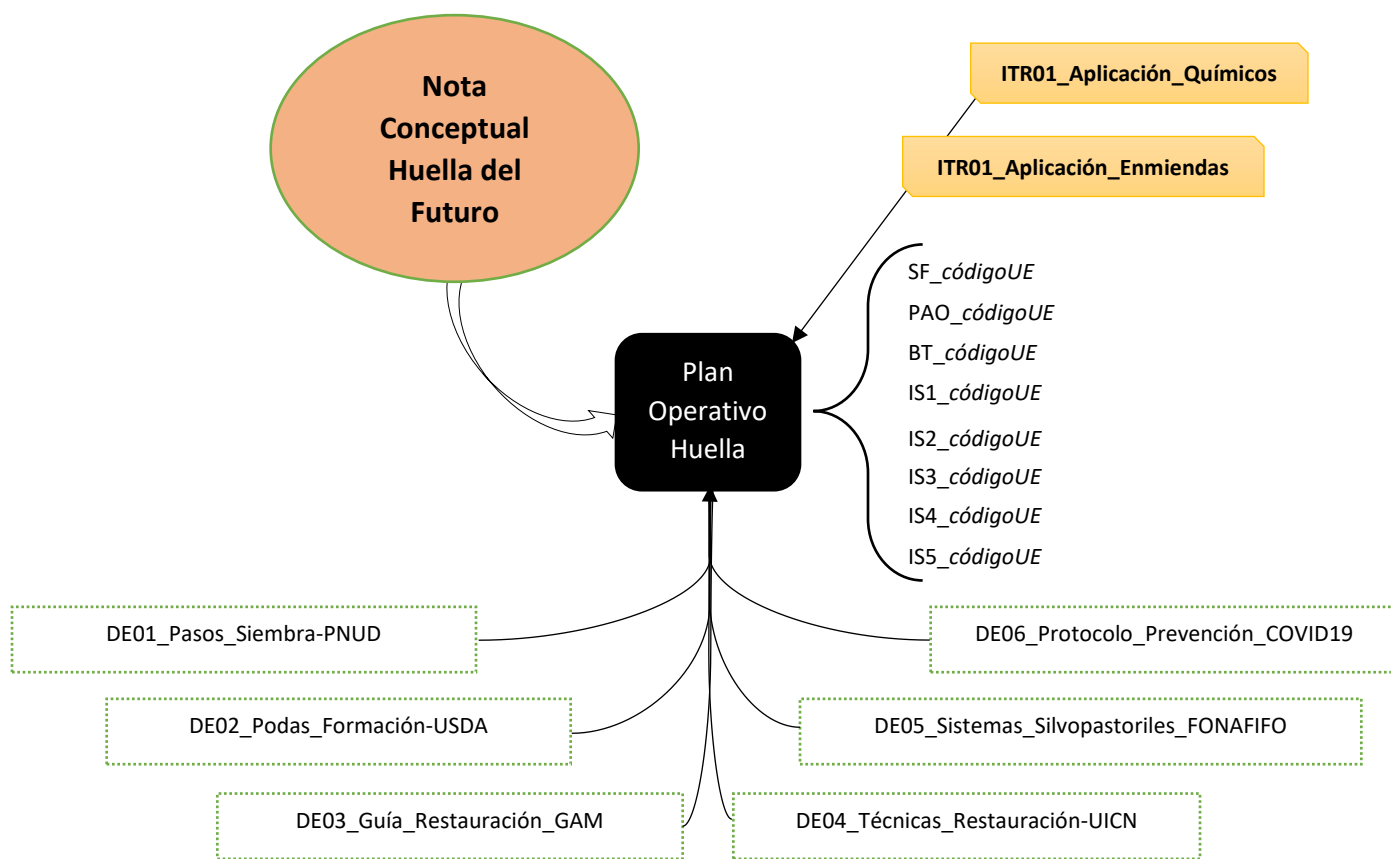 Nota
Conceptual
Huella del
Futuro
ITR01_Aplicación_Químicos
ITR01_Aplicación_Enmiendas
SF_códigoUE
PAO_códigoUE
BT_códigoUE
IS1_códigoUE
IS2_códigoUE
IS3_códigoUE
IS4_códigoUE
IS5_códigoUE
Plan
Operativo
Huella
DE01_Pasos_Siembra-PNUD
DE06_Protocolo_Prevención_COVID19
DE02_Podas_Formación-USDA
DE05_Sistemas_Silvopastoriles_FONAFIFO
DE03_Guía_Restauración_GAM
DE04_Técnicas_Restauración-UICN